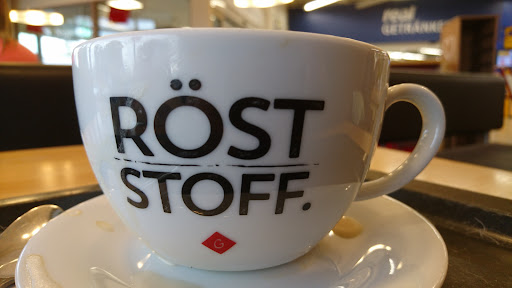 real
GETRÄNKE
RÖST
STOFF.
G